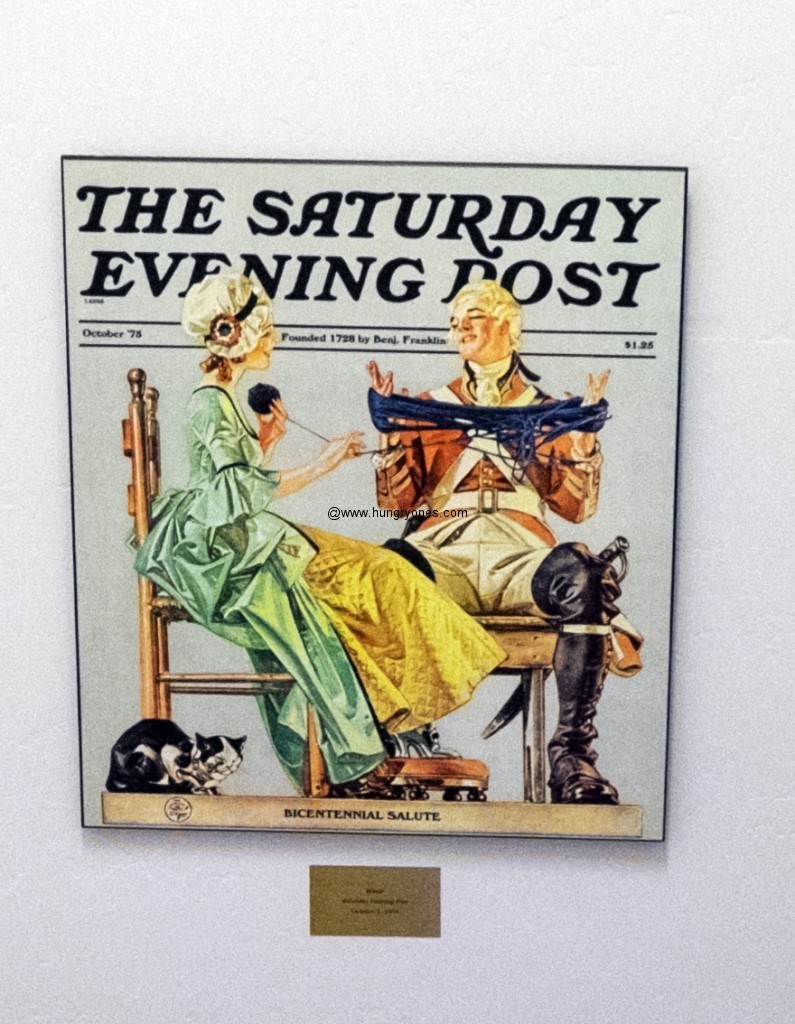 THE SATURDAY
EVENING POST
October '75
Founded 1728 by Benj. Franklin
$1.25
@www.hungryones.com
BICENTENNIAL SALUTE